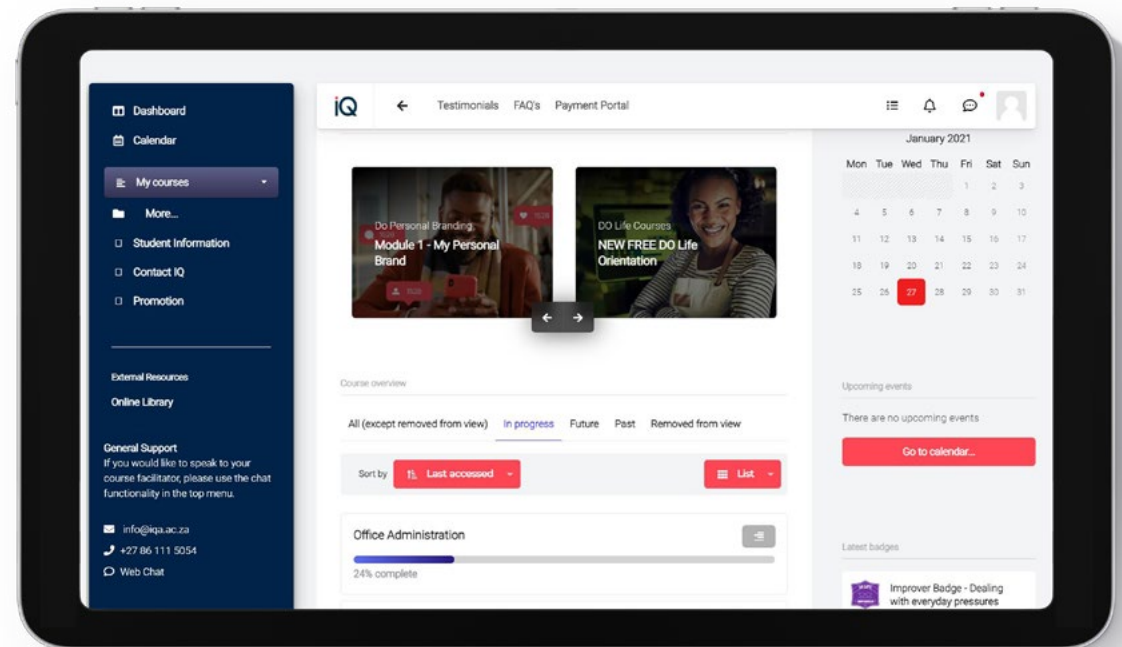 Dashboard
Calendar
My courses
More...
Student Information
Contact IQ
Promotion
External Resources
Online Library
General Support
If you would like to speak to your
course facilitator, please use the chat
functionality in the top menu.
info@iqa.ac.za
+27 86 111 5054
Web Chat
iQ
Testimonials FAQ's Payment Portal
Do Personal Branding
Module 1 - My Personal
Brand
1528
DO Life Courses
NEW FREE DO Life
Orientation
Course overview
All (except removed from view) In progress Future Past Removed from view
Sort by Last accessed List
Office Administration
24% complete
January 2021
Mon Tue Wed Thu Fri Sat Sun
1 2 3
4 5 6 7 8 9 10
11 12 13 14 15 16 17
18 19 20 21 22 23 24
25 26 27 28 29 30 31
Upcoming events
There are no upcoming events
Go to calendar...
Latest badges
Improver Badge - Dealing
with everyday pressures